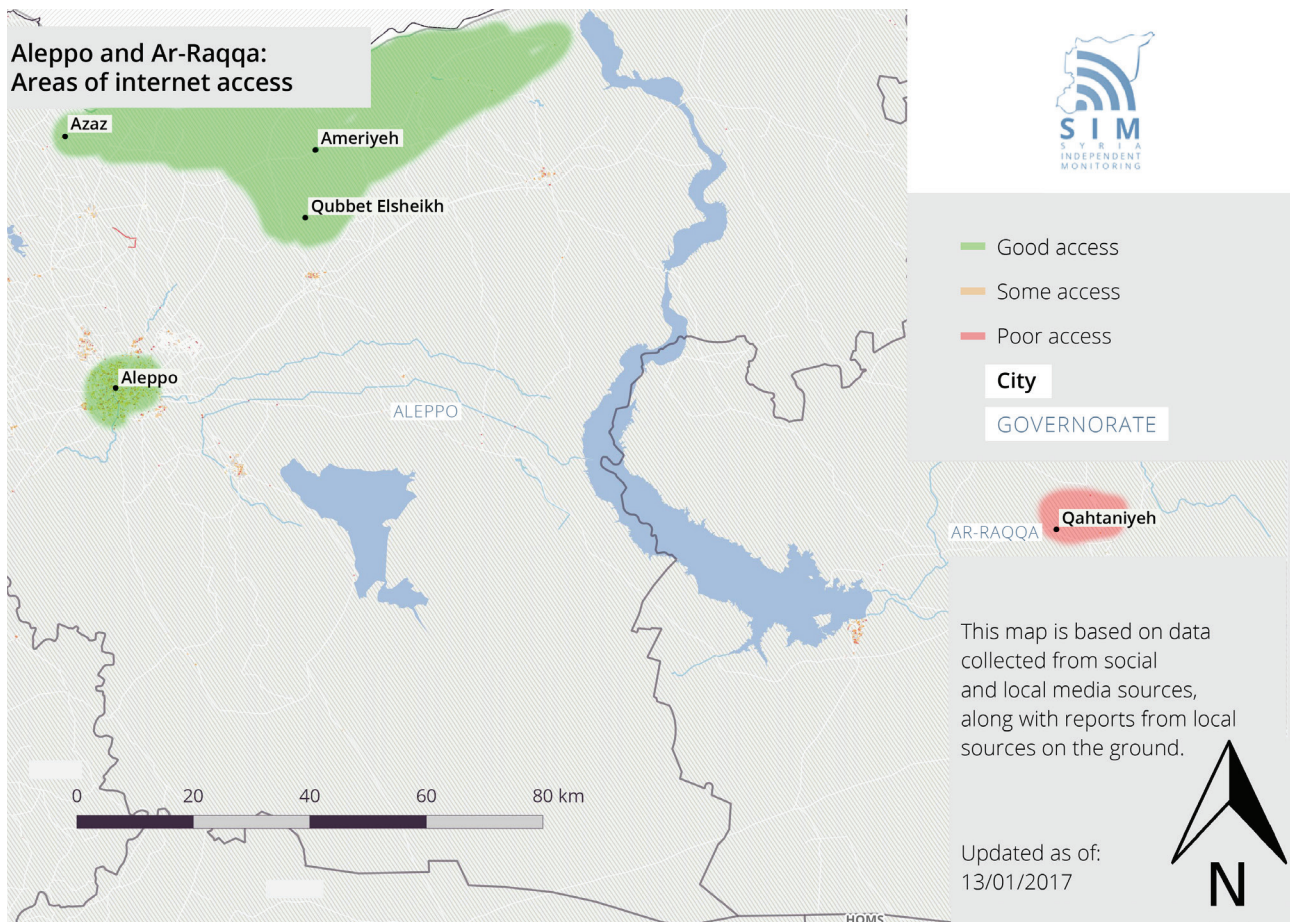 Aleppo and Ar-Raqqa:
Areas of internet access
Azaz
Ameriyeh
Qubbet Elsheikh
Aleppo
ALEPPO
0 20 40 60 80 km
HOMS
SIM
SYRIA
INDEPENDENT
MONITORING
Good access
Some access
Poor access
City
GOVERNORATE
Qahtaniyeh
AR-RAQQA
This map is based on data
collected from social
and local media sources,
along with reports from local
sources on the ground.
Updated as of:
13/01/2017
N